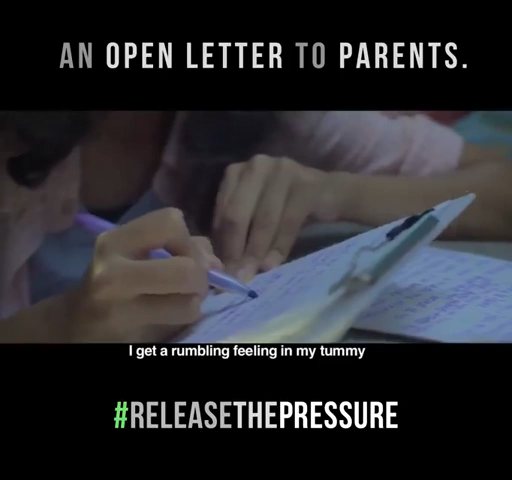 AN OPEN LETTER TO PARENTS.
I get a rumbling feeling in my tummy
#RELEASETHEPRESSURE